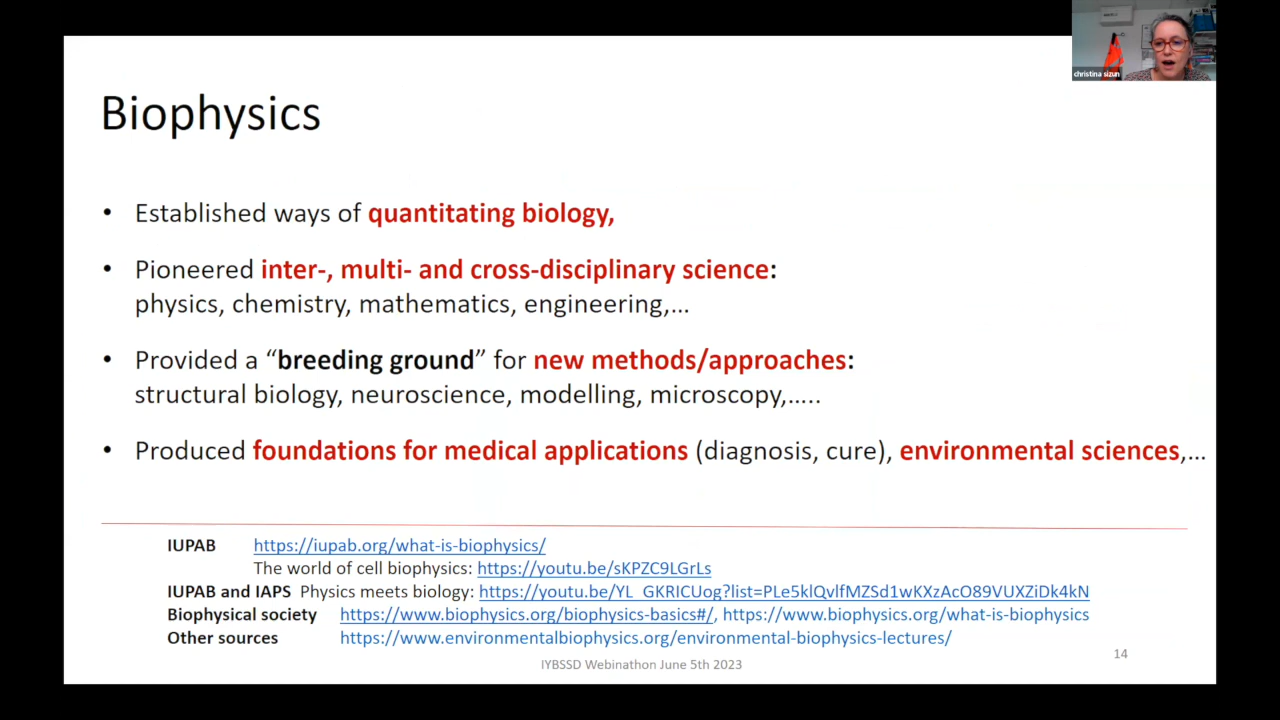 christina sizun
Biophysics
• Established ways of quantitating biology,
• Pioneered inter-, multi- and cross-disciplinary science:
physics, chemistry, mathematics, engineering,...
• Provided a “breeding ground” for new methods/approaches:
structural biology, neuroscience, modelling, microscopy,.....
• Produced foundations for medical applications (diagnosis, cure), environmental sciences,...
IUPAB https://iupab.org/what-is-biophysics/
The world of cell biophysics: https://youtu.be/sKPZC9LGrLs
IUPAB and IAPS Physics meets biology: https://youtu.be/YL_GKRICUog?list=PLe5klQvlfMZSd1wKXzAcO89VUXZiDk4kN
Biophysical society https://www.biophysics.org/biophysics-basics#/, https://www.biophysics.org/what-is-biophysics
Other sources https://www.environmentalbiophysics.org/environmental-biophysics-lectures/
14
IYBSSD Webinathon June 5th 2023